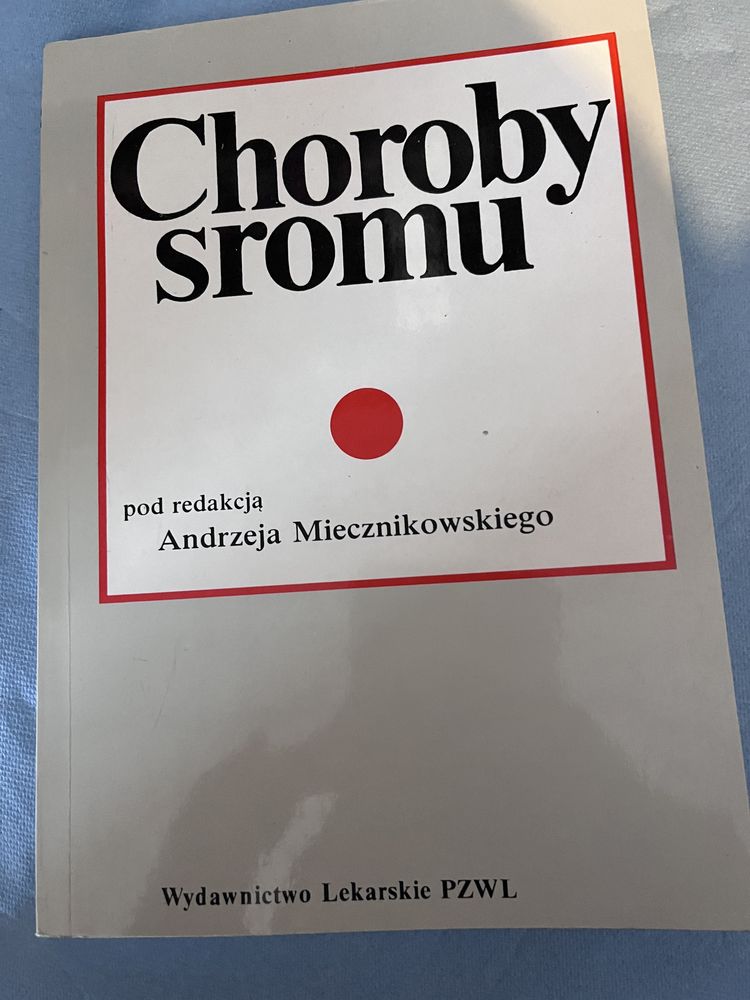 Choroby
sromu
pod redakcją
Andrzeja Miecznikowskiego
Wydawnictwo Lekarskie PZWL